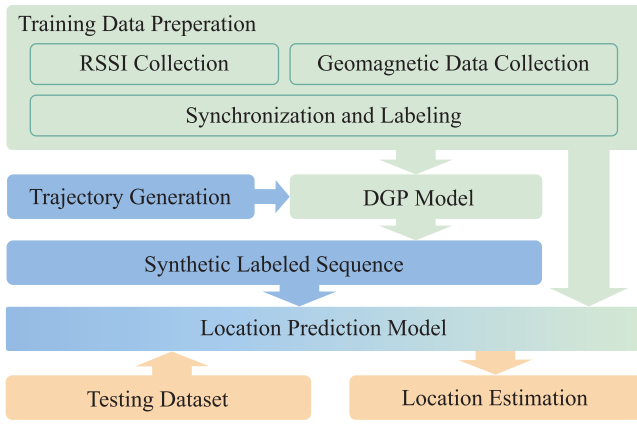 Training Data Preperation
RSSI Collection
Geomagnetic Data Collection
Synchronization and Labeling
Trajectory Generation
DGP Model
Synthetic Labeled Sequence
Location Prediction Model
Testing Dataset
Location Estimation